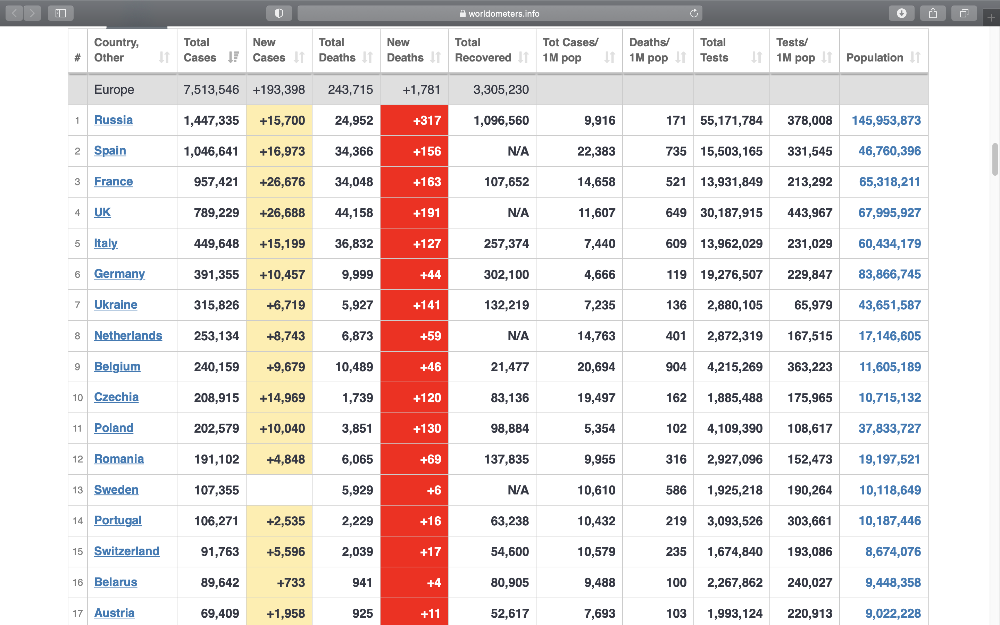 worldometers.info
# Country, Other Total Cases New Cases Total Deaths New Deaths Total Recovered Tot Cases/ 1M pop Deaths/ 1M pop Total Tests Tests/ 1M pop Population
Europe 7,513,546 +193,398 243,715 +1,781 3,305,230
1 Russia 1,447,335 +15,700 24,952 +317 1,096,560 9,916 171 55,171,784 378,008 145,953,873
2 Spain 1,046,641 +16,973 34,366 +156 N/A 22,383 735 15,503,165 331,545 46,760,396
3 France 957,421 +26,676 34,048 +163 107,652 14,658 521 13,931,849 213,292 65,318,211
4 UK 789,229 +26,688 44,158 +191 N/A 11,607 649 30,187,915 443,967 67,995,927
5 Italy 449,648 +15,199 36,832 +127 257,374 7,440 609 13,962,029 231,029 60,434,179
6 Germany 391,355 +10,457 9,999 +44 302,100 4,666 119 19,276,507 229,847 83,866,745
7 Ukraine 315,826 +6,719 5,927 +141 132,219 7,235 136 2,880,105 65,979 43,651,587
8 Netherlands 253,134 +8,743 6,873 +59 N/A 14,763 401 2,872,319 167,515 17,146,605
9 Belgium 240,159 +9,679 10,489 +46 21,477 20,694 904 4,215,269 363,223 11,605,189
10 Czechia 208,915 +14,969 1,739 +120 83,136 19,497 162 1,885,488 175,965 10,715,132
11 Poland 202,579 +10,040 3,851 +130 98,884 5,354 102 4,109,390 108,617 37,833,727
12 Romania 191,102 +4,848 6,065 +69 137,835 9,955 316 2,927,096 152,473 19,197,521
13 Sweden 107,355 5,929 +6 N/A 10,610 586 1,925,218 190,264 10,118,649
14 Portugal 106,271 +2,535 2,229 +16 63,238 10,432 219 3,093,526 303,661 10,187,446
15 Switzerland 91,763 +5,596 2,039 +17 54,600 10,579 235 1,674,840 193,086 8,674,076
16 Belarus 89,642 +733 941 +4 80,905 9,488 100 2,267,862 240,027 9,448,358
17 Austria 69,409 +1,958 925 +11 52,617 7,693 103 1,993,124 220,913 9,022,228